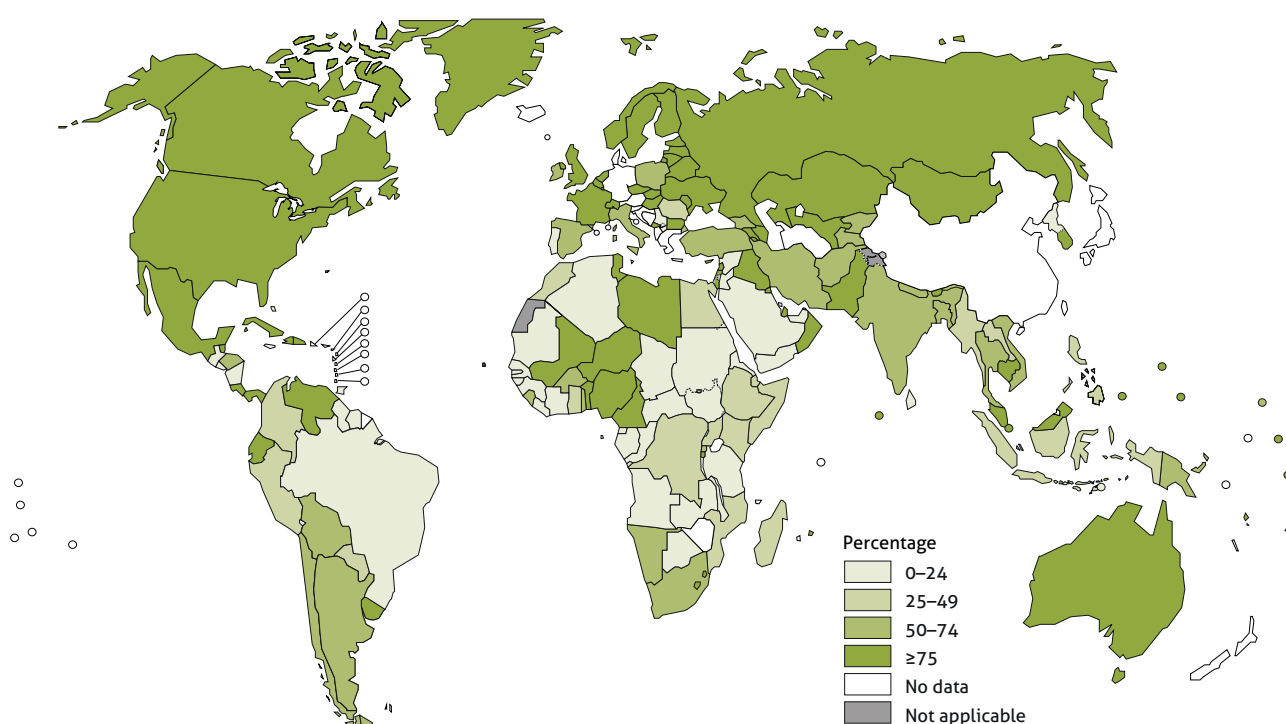 Percentage
0–24
25–49
50–74
≥75
No data
Not applicable